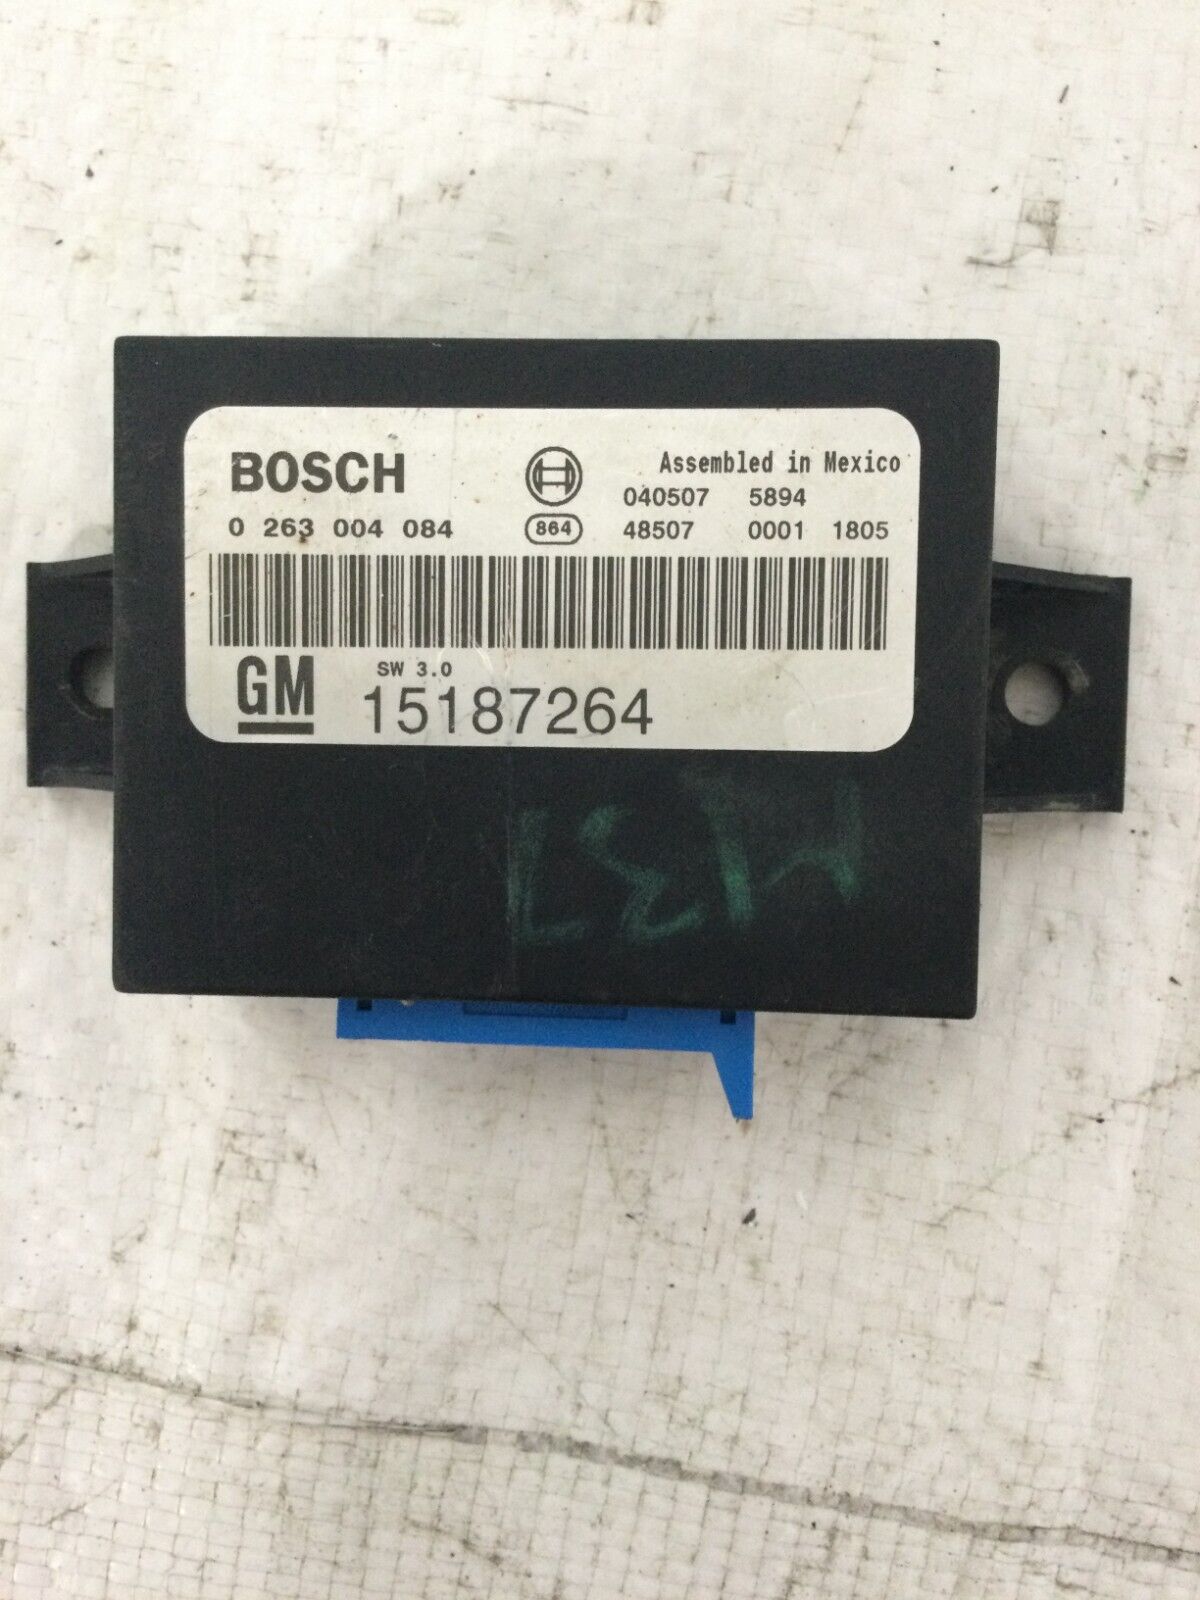 BOSCH
Assembled in Mexico
040507 5894
0 263 004 084
864
48507 0001 1805
GM
SW 3.0
15187264